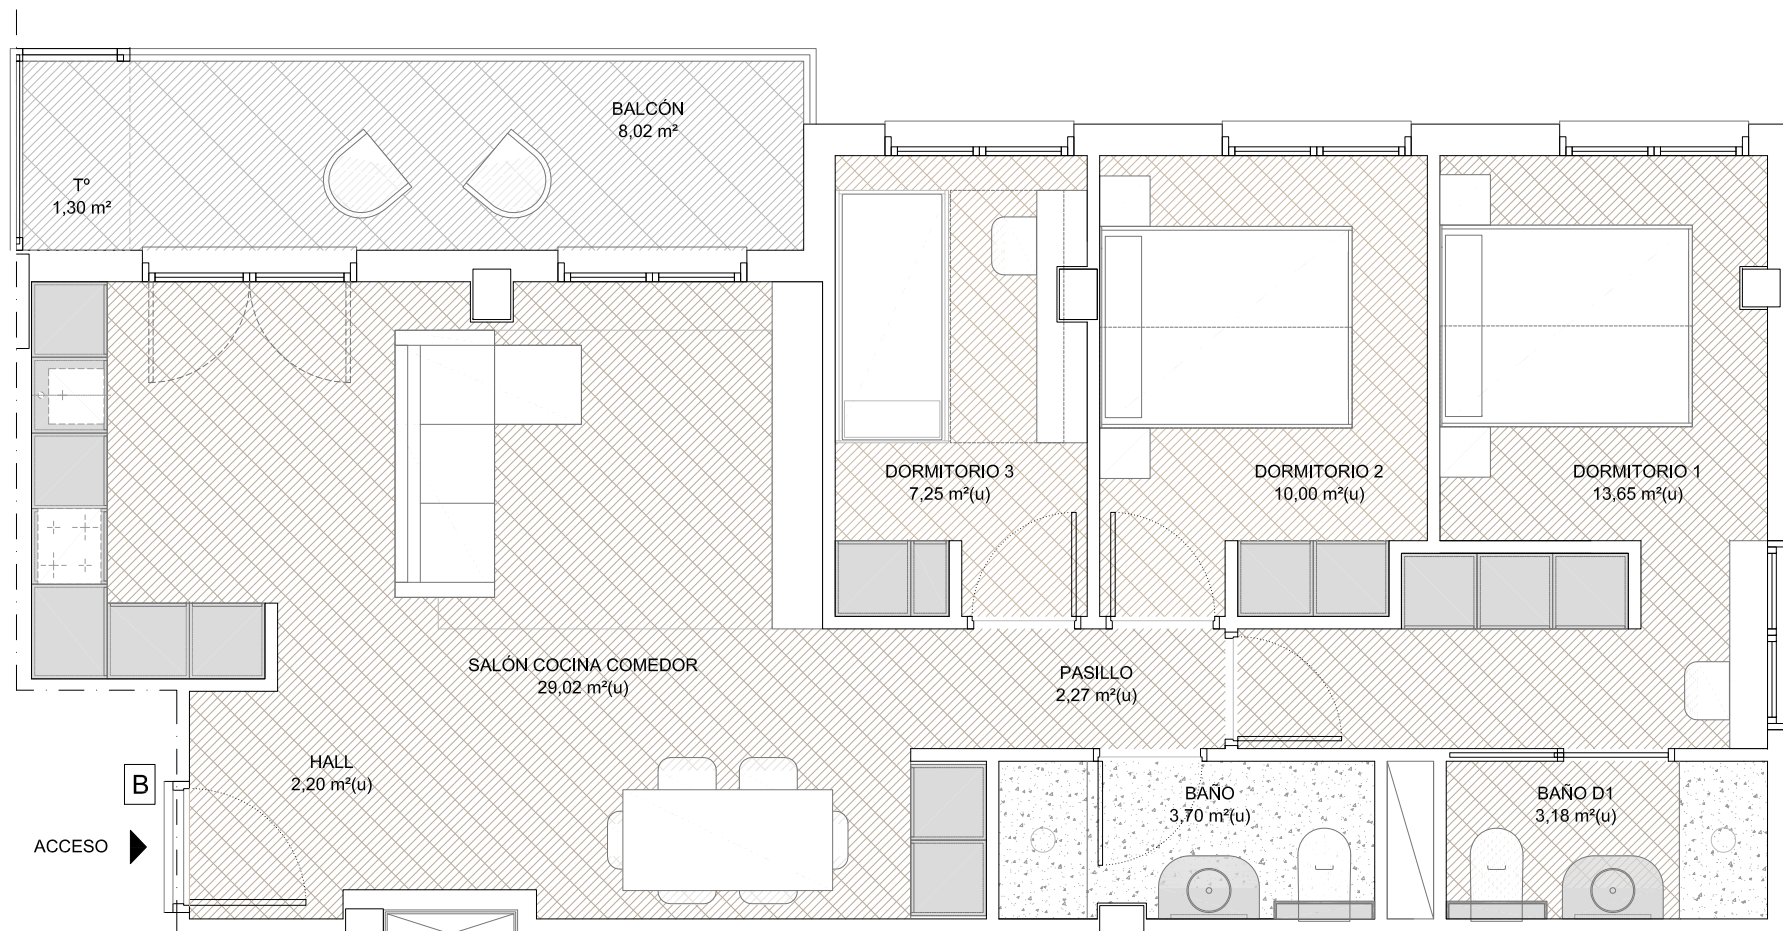 BALCÓN
8,02 m²
Tº
1,30 m²
DORMITORIO 3
7,25 m²(u)
DORMITORIO 2
10,00 m²(u)
DORMITORIO 1
13,65 m²(u)
SALÓN COCINA COMEDOR
29,02 m²(u)
PASILLO
2,27 m²(u)
HALL
2,20 m²(u)
B
ACCESO
BAÑO
3,70 m²(u)
BAÑO D1
3,18 m²(u)